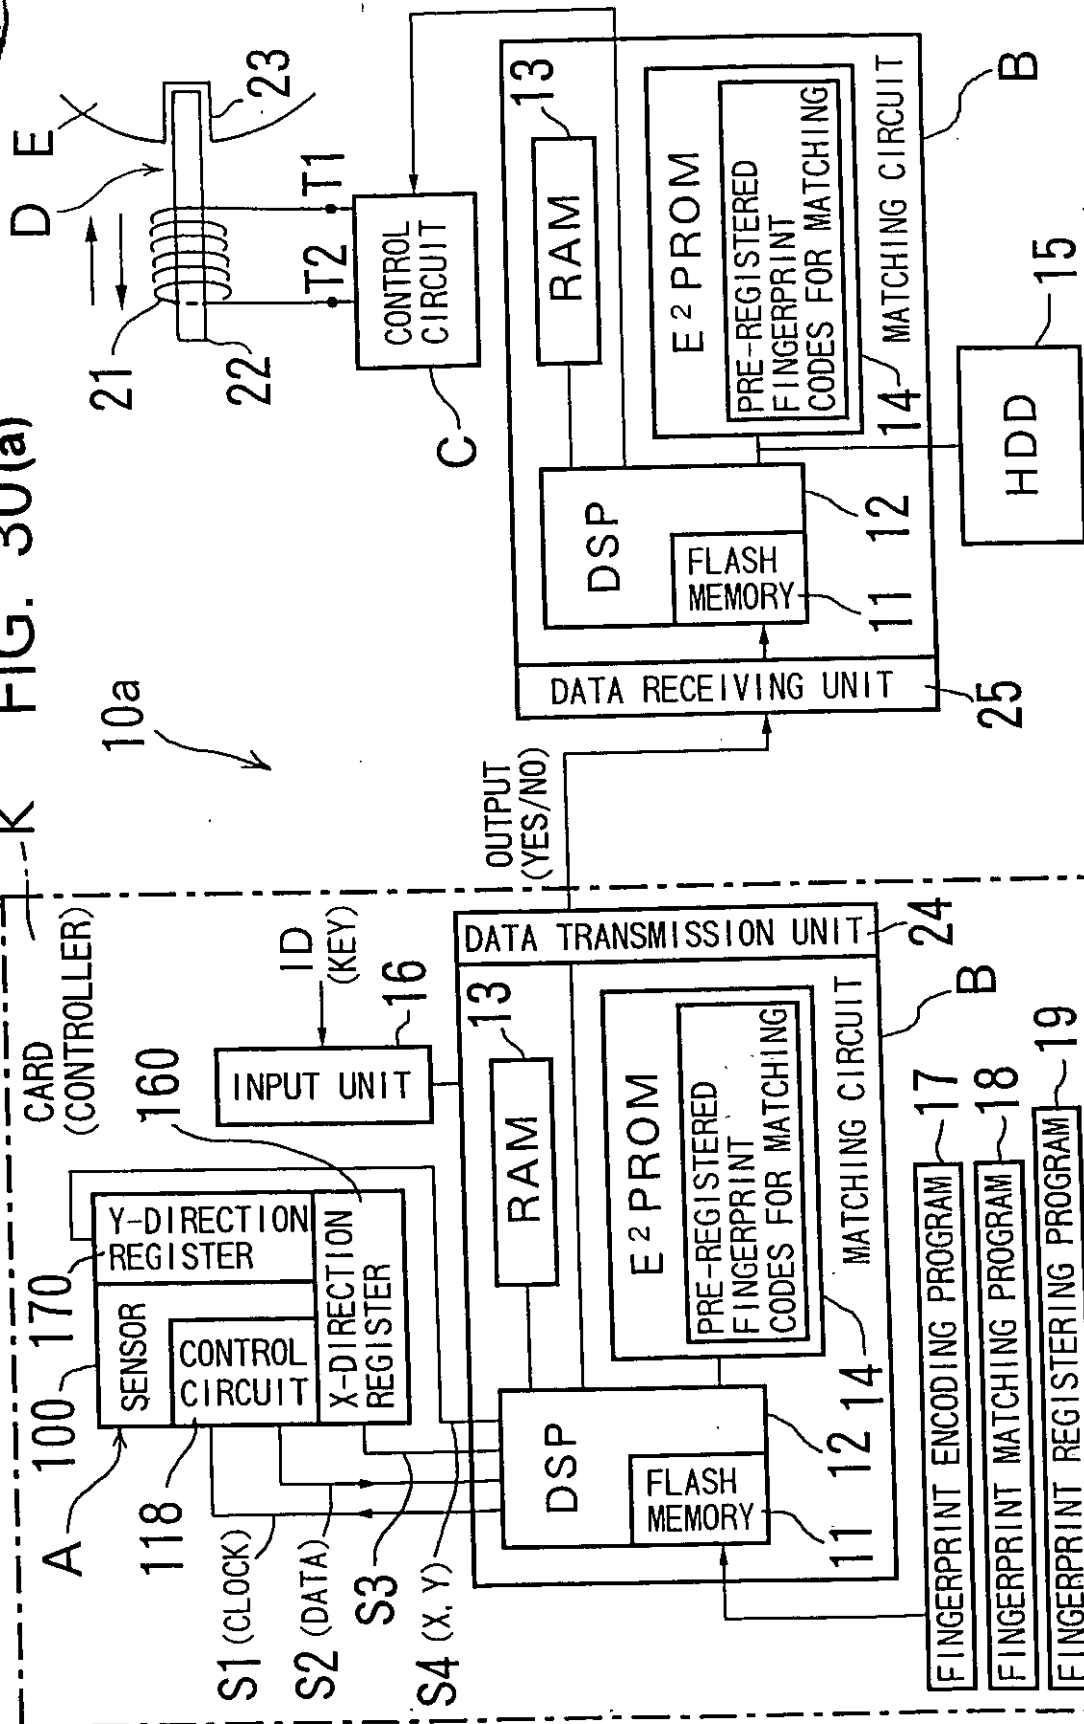 FIG. 30(a)
10a
K
CARD
(CONTROLLER)
A
100
170
SENSOR
Y-DIRECTION
REGISTER
118
CONTROL
CIRCUIT
X-DIRECTION
REGISTER
160
ID
(KEY)
INPUT UNIT
16
S1 (CLOCK)
S2 (DATA)
S3
S4 (X, Y)
DSP
FLASH
MEMORY
11
12
RAM
13
E² PROM
PRE-REGISTERED
FINGERPRINT
CODES FOR MATCHING
14
MATCHING CIRCUIT
B
DATA TRANSMISSION UNIT
24
FINGERPRINT ENCODING PROGRAM
17
FINGERPRINT MATCHING PROGRAM
18
FINGERPRINT REGISTERING PROGRAM
19
OUTPUT
(YES/NO)
DATA RECEIVING UNIT
25
DSP
FLASH
MEMORY
11
12
RAM
13
E² PROM
PRE-REGISTERED
FINGERPRINT
CODES FOR MATCHING
14
MATCHING CIRCUIT
B
HDD
15
CONTROL
CIRCUIT
C
T2
T1
21
22
D
E
23